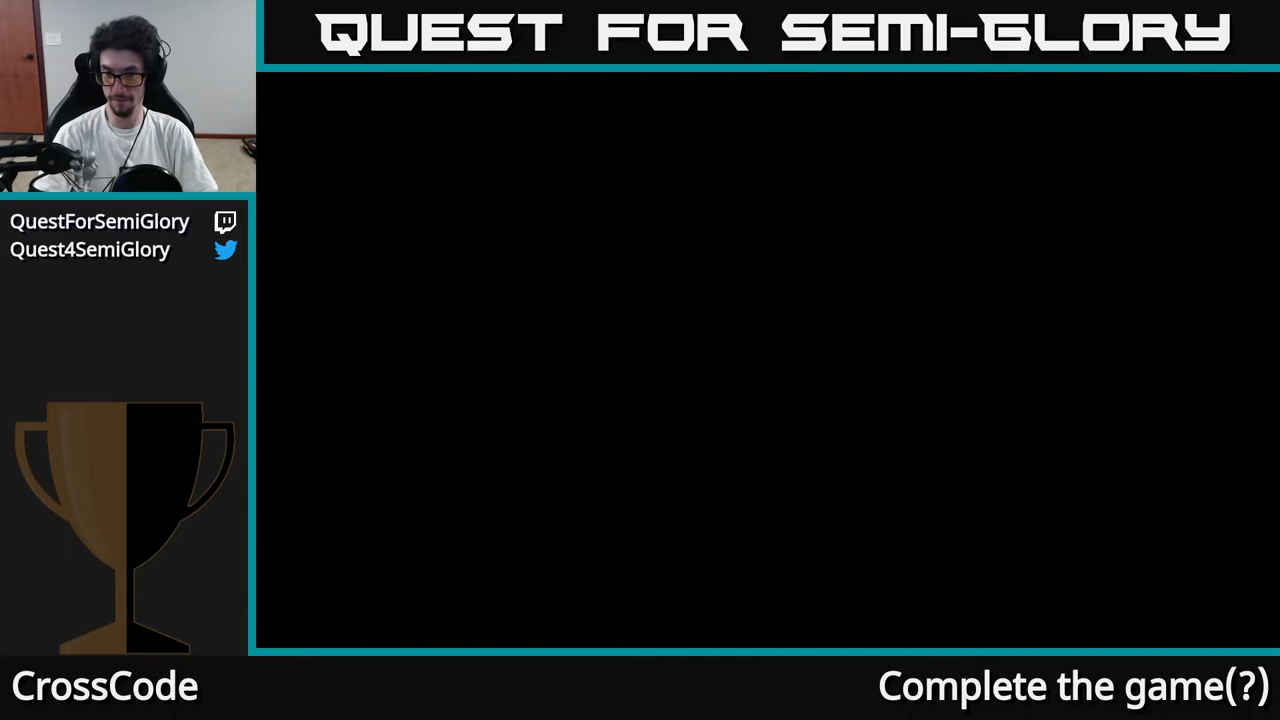 QUEST FOR SEMI-GLORY
QuestForSemiGlory
Quest4SemiGlory
CrossCode
Complete the game(?)